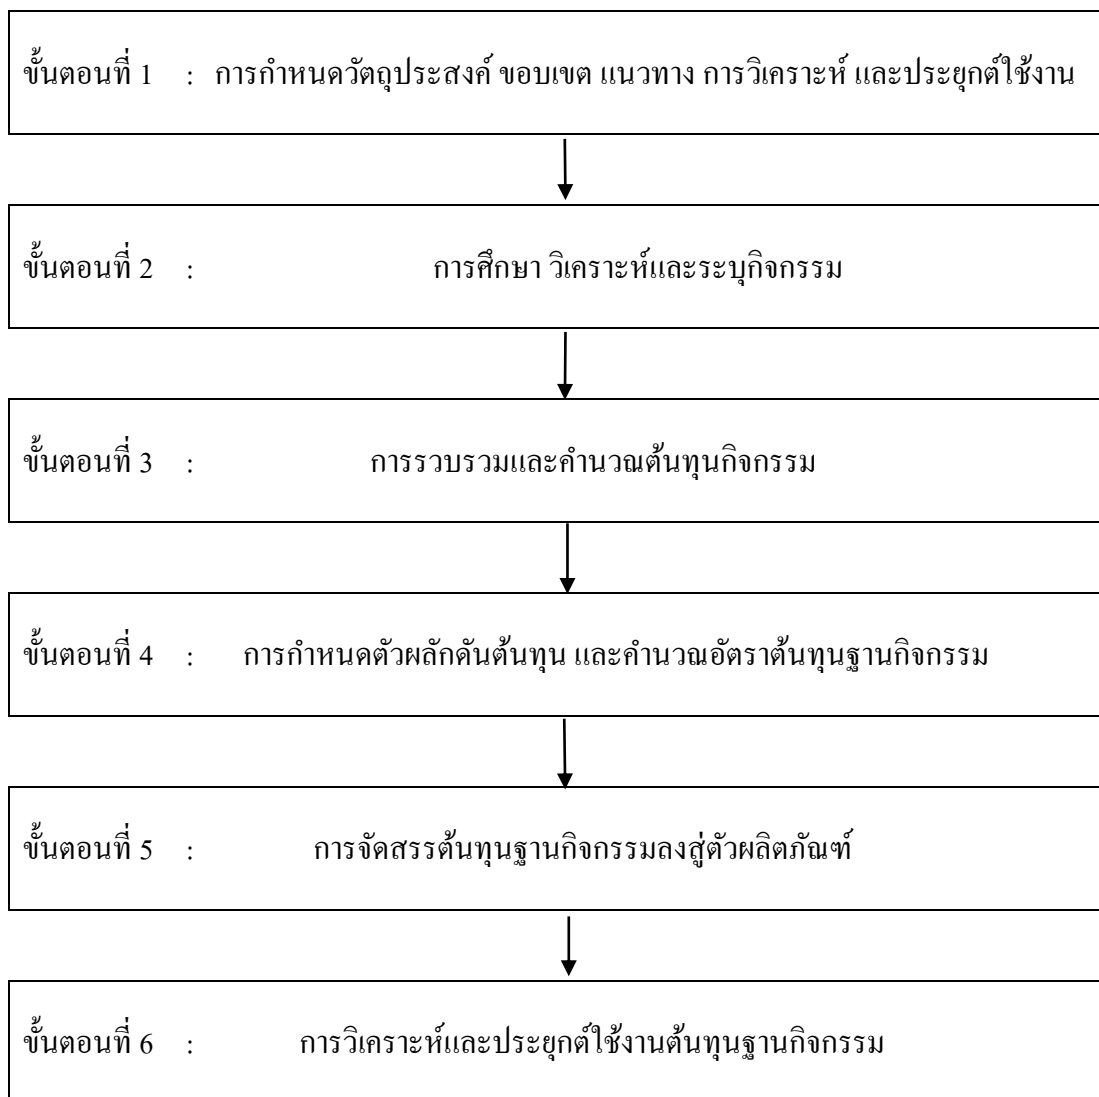 ขั้นตอนที่ 1 : การกำหนดวัตถุประสงค์ ขอบเขต แนวทาง การวิเคราะห์ และประยุกต์ใช้งาน
ขั้นตอนที่ 2 : การศึกษา วิเคราะห์และระบุกิจกรรม
ขั้นตอนที่ 3 : การรวบรวมและคำนวณต้นทุนกิจกรรม
ขั้นตอนที่ 4 : การกำหนดตัวผลักดันต้นทุน และคำนวณอัตราต้นทุนฐานกิจกรรม
ขั้นตอนที่ 5 : การจัดสรรต้นทุนฐานกิจกรรมลงสู่ตัวผลิตภัณฑ์
ขั้นตอนที่ 6 : การวิเคราะห์และประยุกต์ใช้งานต้นทุนฐานกิจกรรม